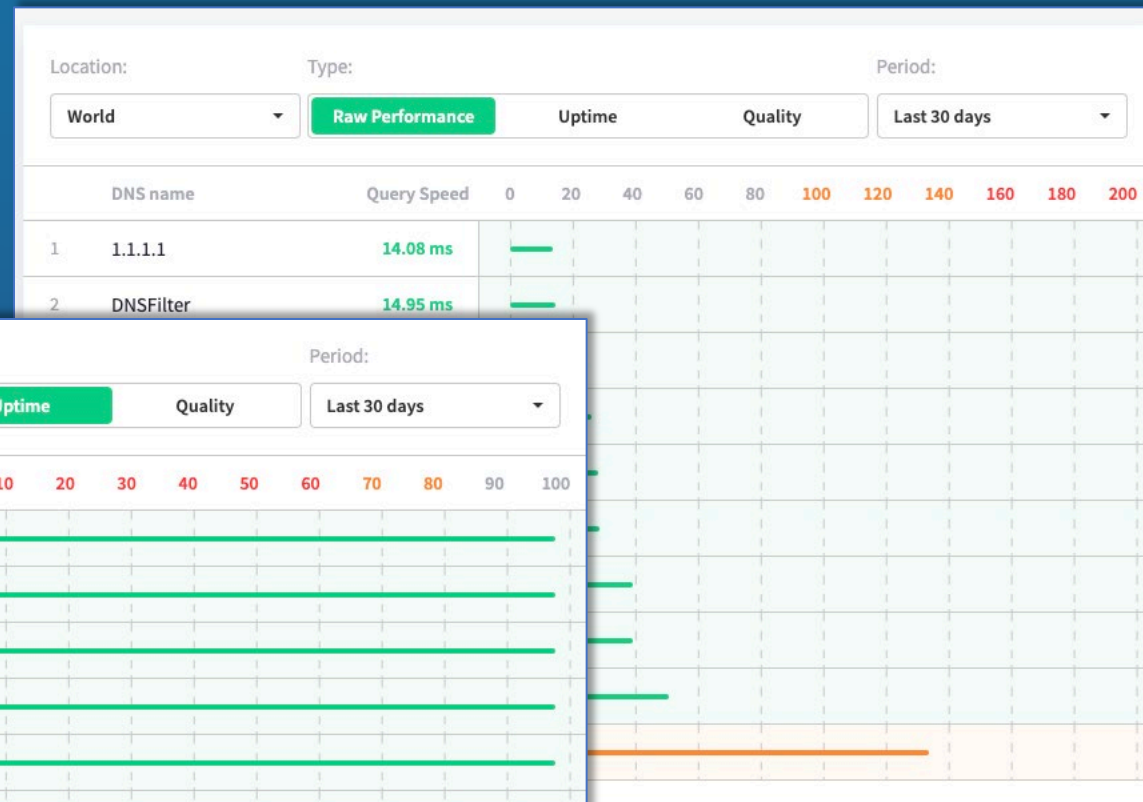 Location: Type: Period:
World Raw Performance Uptime Quality Last 30 days
DNS name Query Speed 0 20 40 60 80 100 120 140 160 180 200
1 1.1.1.1 14.08 ms
2 DNSFilter 14.95 ms
Period:
Uptime Quality Last 30 days
10 20 30 40 50 60 70 80 90 100